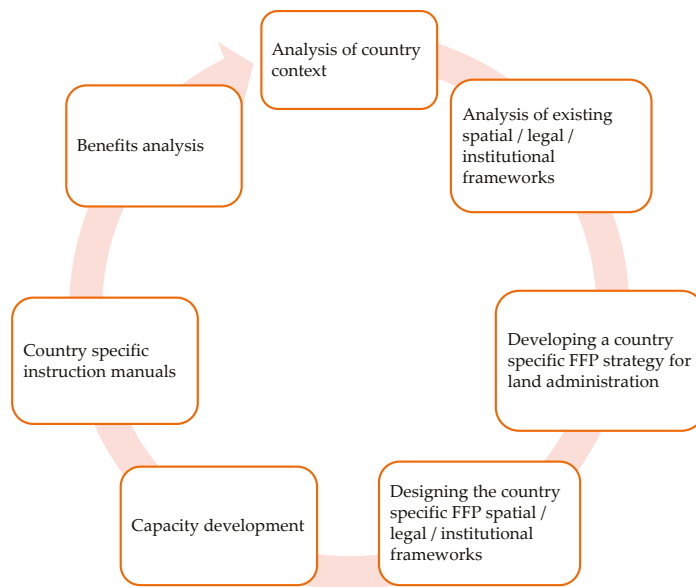 Analysis of country
context
Analysis of existing
spatial / legal /
institutional
frameworks
Developing a country
specific FFP strategy for
land administration
Designing the country
specific FFP spatial /
legal / institutional
frameworks
Capacity development
Country specific
instruction manuals
Benefits analysis